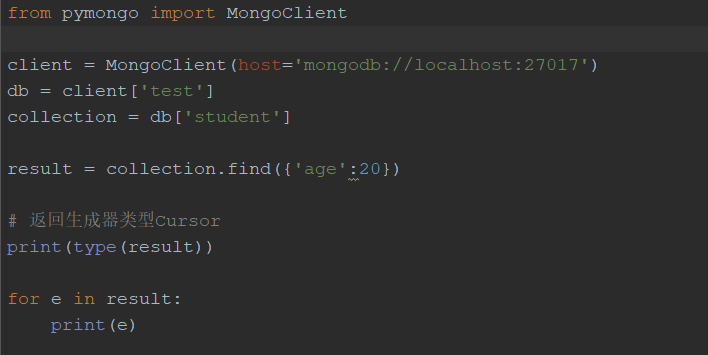 from pymongo import MongoClient
client = MongoClient(host='mongodb://localhost:27017')
db = client['test']
collection = db['student']
result = collection.find({'age':20})
# 返回生成器类型Cursor
print(type(result))
for e in result:
    print(e)